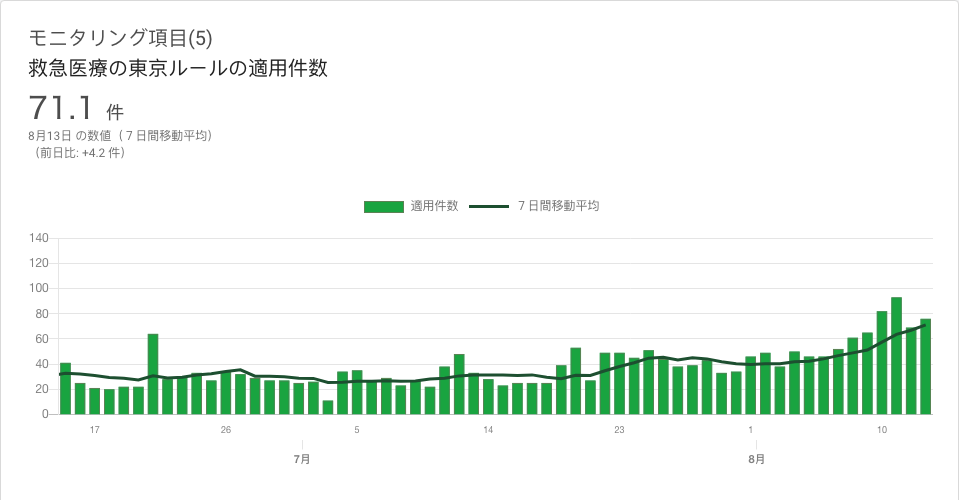 モニタリング項目(5)
救急医療の東京ルールの適用件数
71.1 件
8月13日 の数値（７日間移動平均）
（前日比: +4.2 件）
適用件数 ７日間移動平均
140
120
100
80
60
40
20
0
17 26 5 14 23 1 10
7月 8月